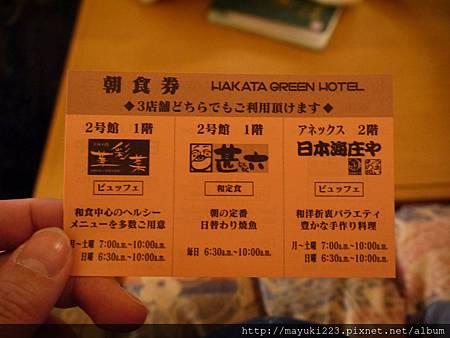 朝食券 HAKATA GREEN HOTEL
◆3店舗どちらでもご利用頂けます◆
2号館 1階
彩菜
ビュッフェ
和食中心のヘルシー
メニューを多数ご用意
月~土曜 7:00a.m~10:00a.m.
日曜 6:30a.m~10:00a.m.
2号館 1階
甚六
和定食
朝の定番
日替わり焼魚
毎日 6:30a.m~10:00a.m.
アネックス 2階
日本海庄や
ビュッフェ
和洋折衷バラエティ
豊かな手作り料理
月~土曜 7:00a.m~10:00a.m.
日曜 6:30a.m~10:00a.m.
http://mayuki223.pixnet.net/album